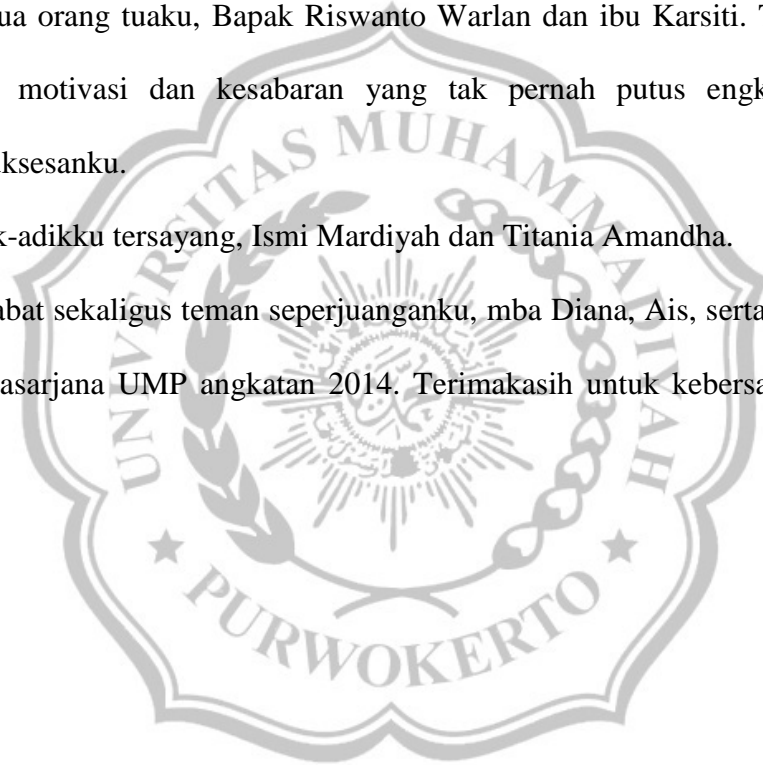 ua orang tuaku, Bapak Riswanto Warlan dan ibu Karsiti. T
motivasi dan kesabaran yang tak pernah putus engk
ksesanku.
k-adikku tersayang, Ismi Mardiyah dan Titania Amandha.
abat sekaligus teman seperjuanganku, mba Diana, Ais, serta
asarjana UMP angkatan 2014. Terimakasih untuk kebersa
UNIVERSITAS MUHAMMADIYAH
PURWOKERTO